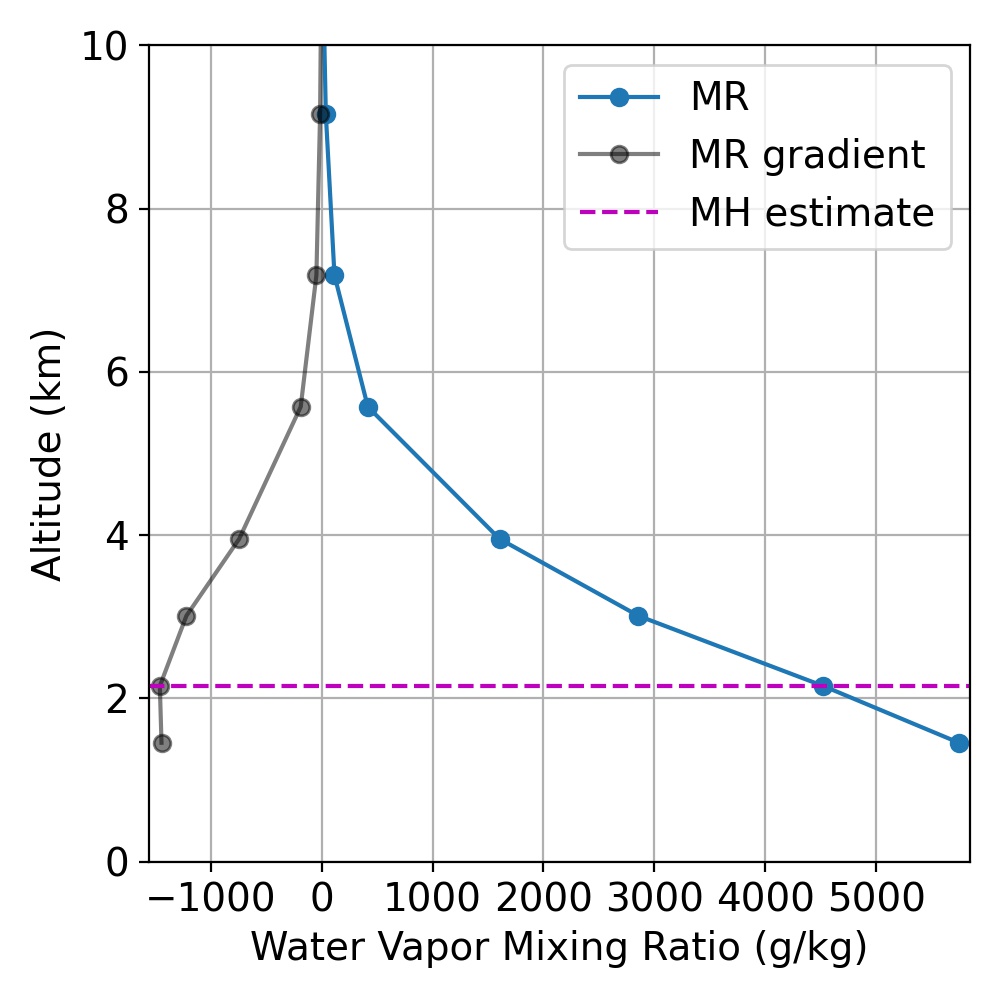 10
8
6
4
2
0
Altitude (km)
MR
MR gradient
MH estimate
−1000 0 1000 2000 3000 4000 5000
Water Vapor Mixing Ratio (g/kg)